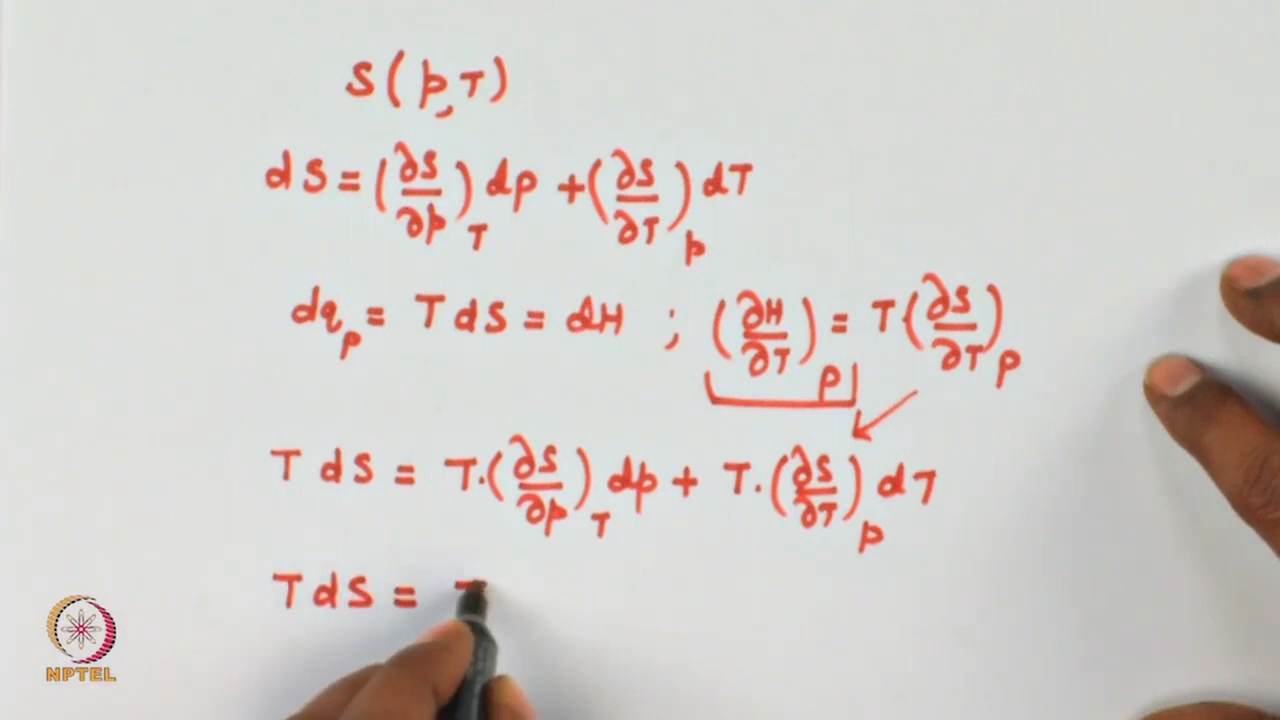 S(p,T)
dS = (∂S/∂p)_T dp + (∂S/∂T)_p dT
dq_p = TdS = dH ; (∂H/∂T)_p = T(∂S/∂T)_p
TdS = T.(∂S/∂p)_T dp + T.(∂S/∂T)_p dT
TdS = T
NPTEL